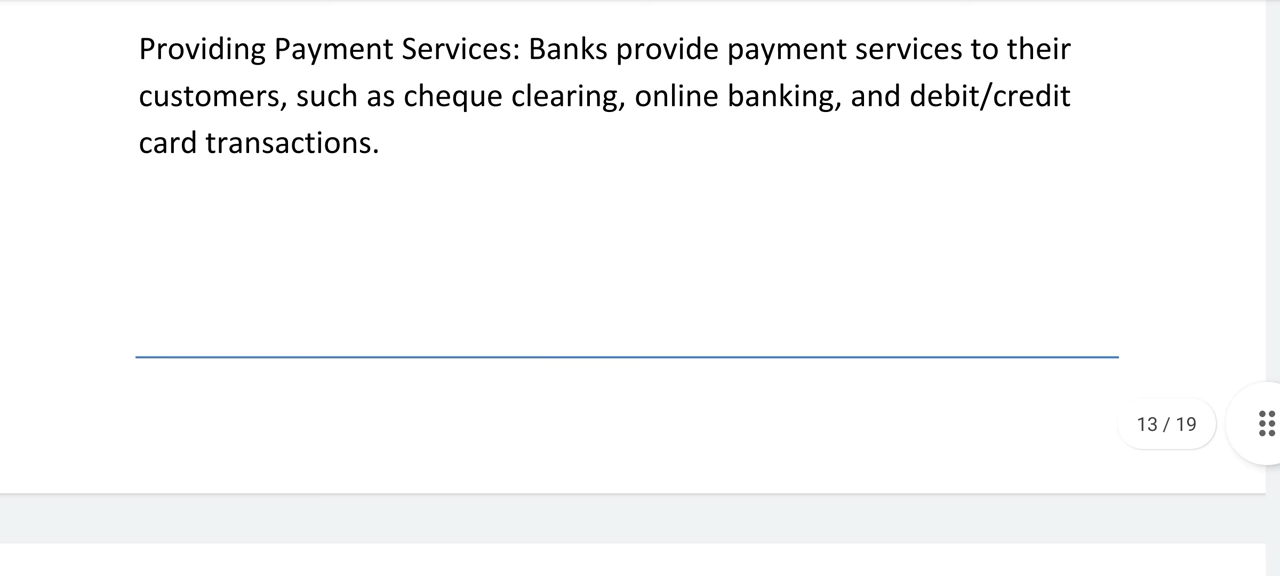 Providing Payment Services: Banks provide payment services to their
customers, such as cheque clearing, online banking, and debit/credit
card transactions.
13 / 19